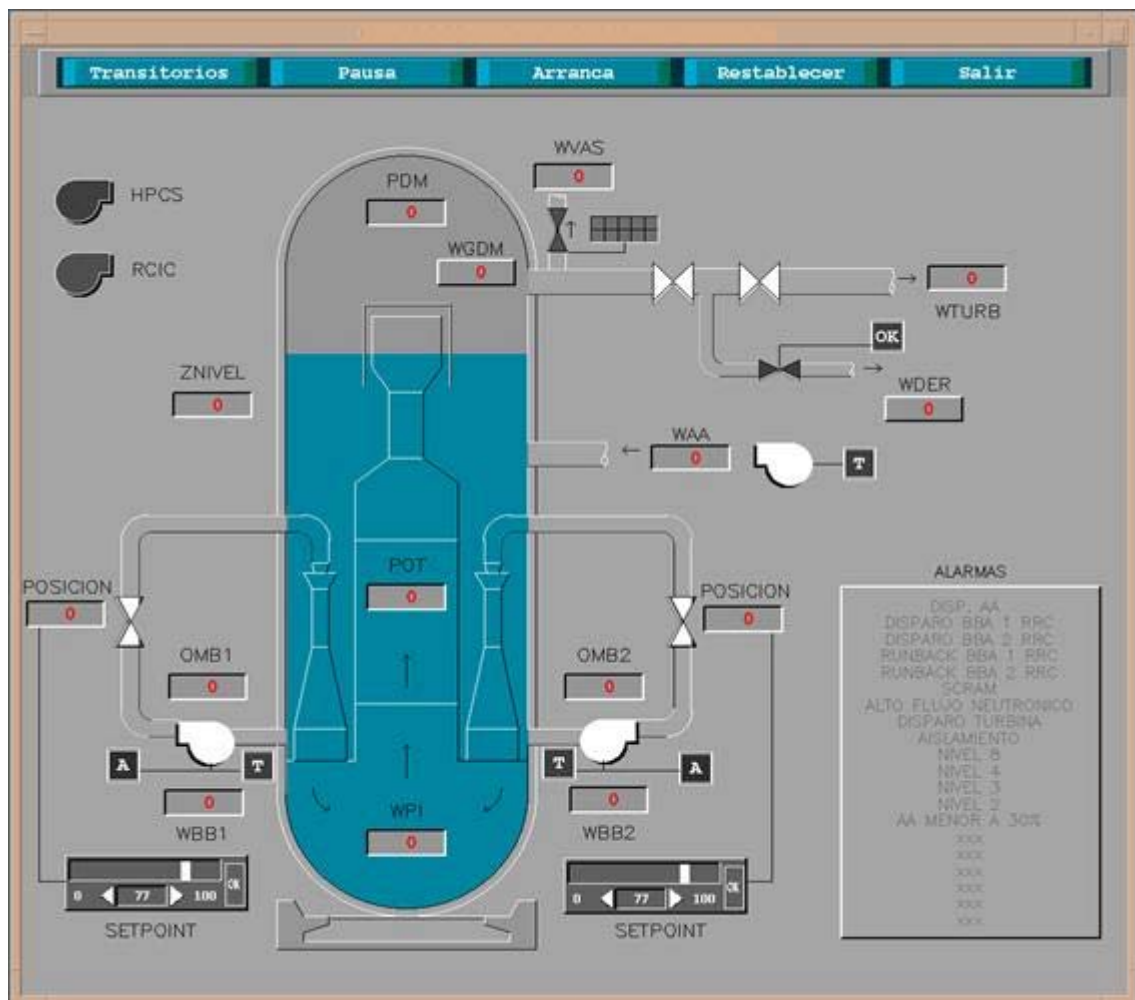 Transitorios Pausa Arranca Restablecer Salir
WVAS
0
PDM
0
HPCS
WGDM
0
RCIC
0
WTURB
OK
ZNIVEL
0
WDER
0
WAA
0
T
POSICION
0
POT
0
POSICION
0
OMB1
0
OMB2
0
A T
T A
0
WBB1
0
WBB2
WPI
0
0 77 100 OK
SETPOINT
0 77 100 OK
SETPOINT
ALARMAS
DISP. AA
DISPARO BBA 1 RRC
DISPARO BBA 2 RRC
RUNBACK BBA 1 RRC
RUNBACK BBA 2 RRC
SCRAM
ALTO FLUJO NEUTRONICO
DISPARO TURBINA
AISLAMIENTO
NIVEL 8
NIVEL 4
NIVEL 3
NIVEL 2
AA MENOR A 30%
xxx
xxx
xxx
xxx
xxx
xxx